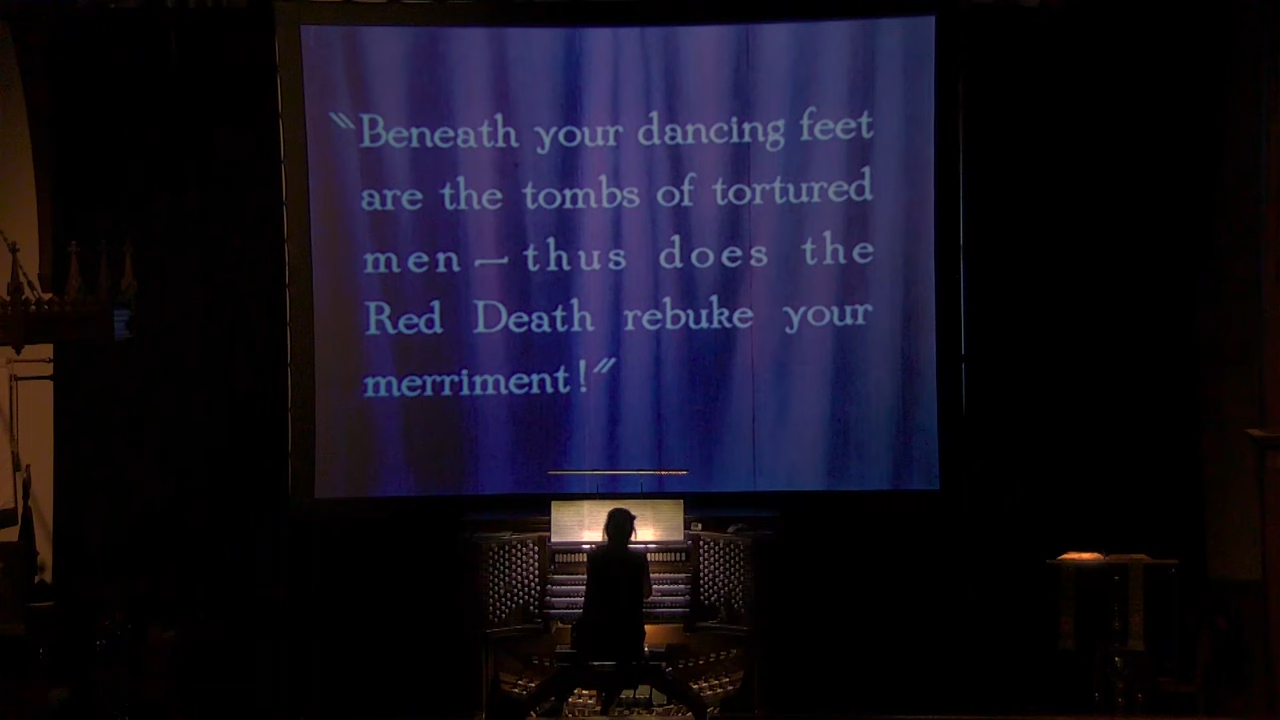 "Beneath your dancing feet
are the tombs of tortured
men — thus does the
Red Death rebuke your
merriment!"